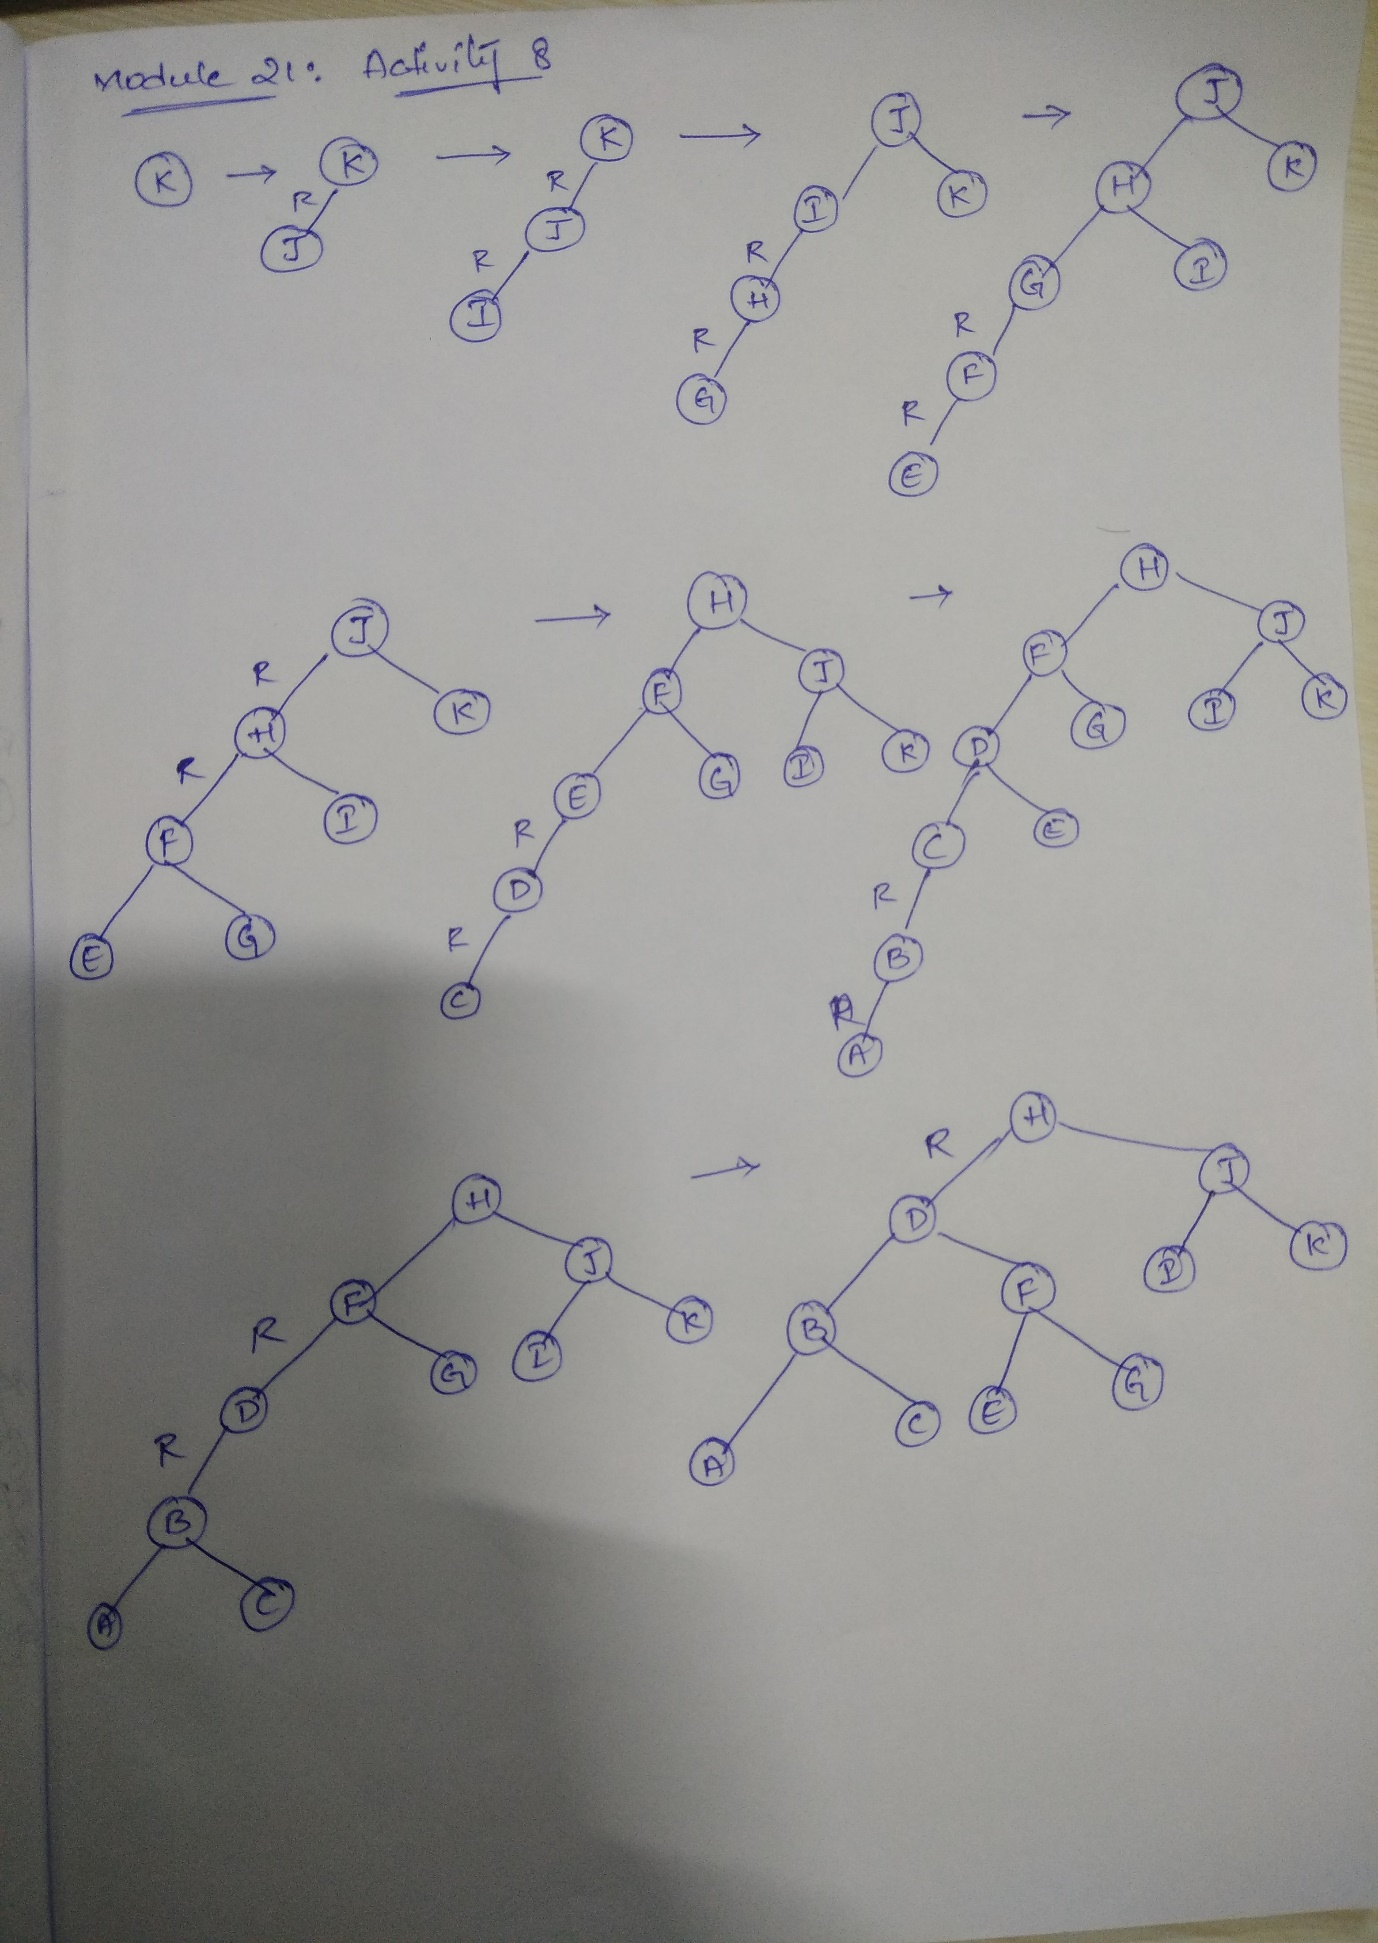 Module 21: Activity 8
K → K R J → K R J R I → J I K R H R G → J H K G I R F R E
J R H K R F I E G → H F J E G I K R D R C → H F J D G I K C E R B R A
H F J R D G I K R B A C → R H D J B F I K A C E G